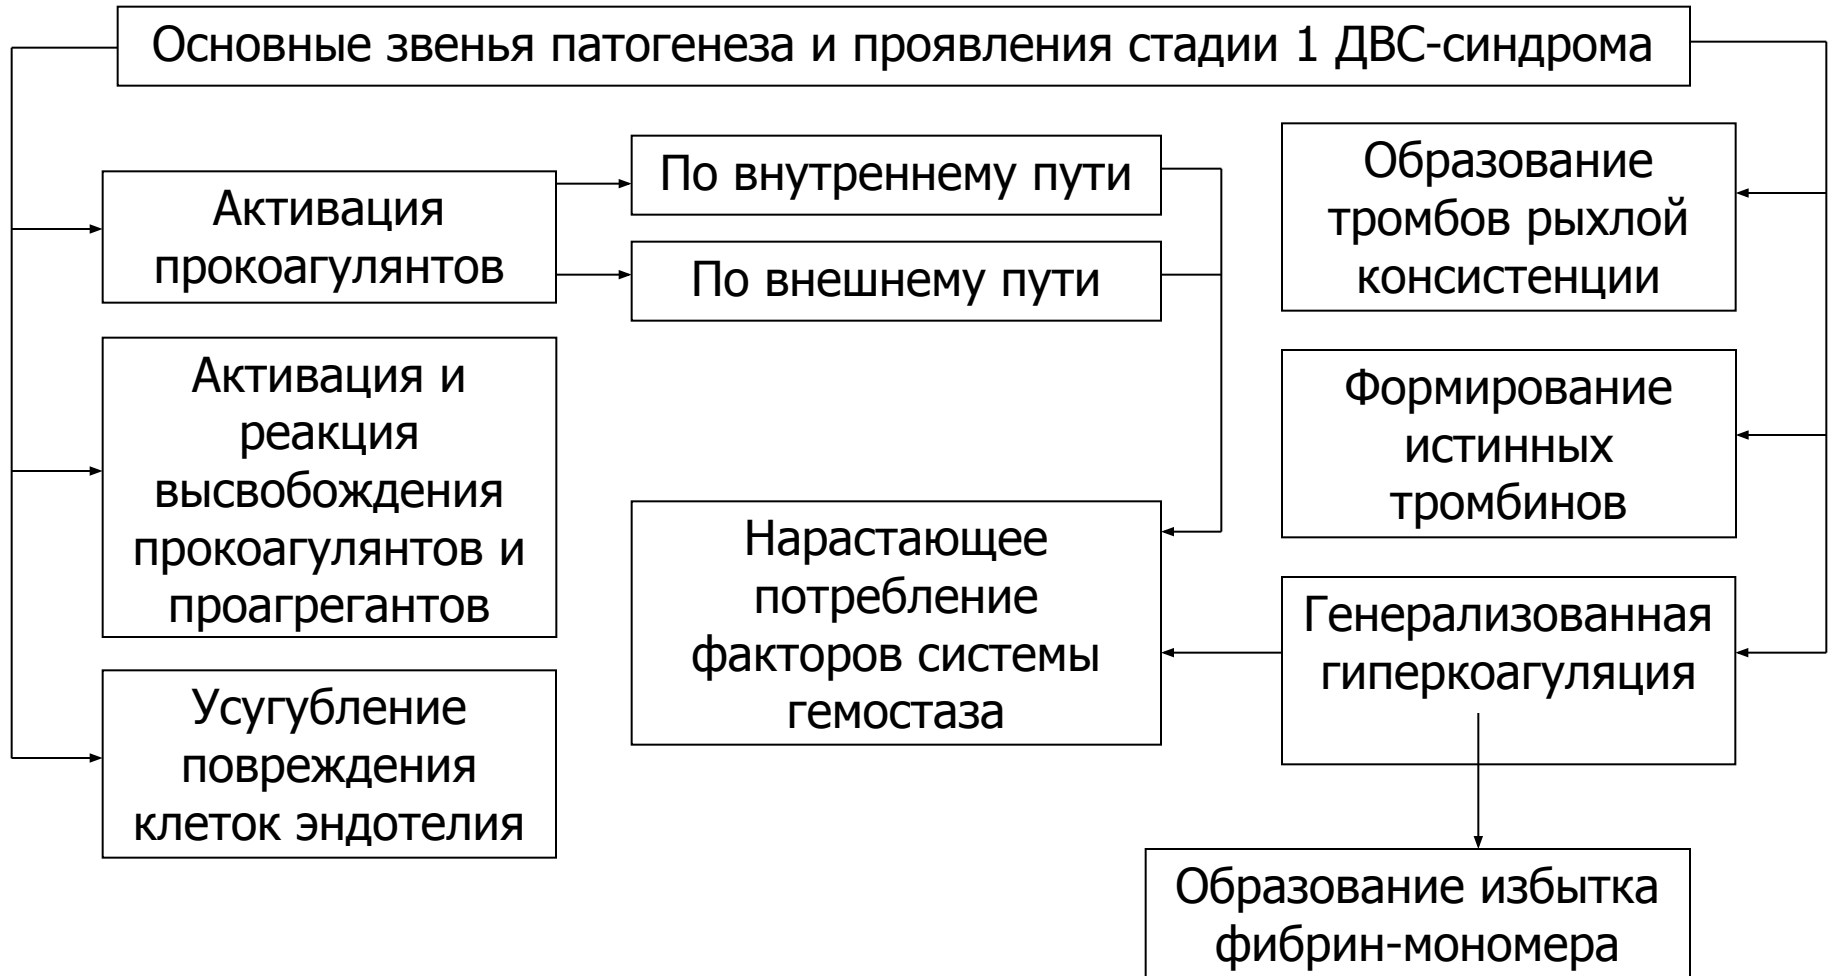 Основные звенья патогенеза и проявления стадии 1 ДВС-синдрома
Активация
прокоагулянтов
Активация и
реакция
высвобождения
прокоагулянтов и
проагрегантов
Усугубление
повреждения
клеток эндотелия
По внутреннему пути
По внешнему пути
Нарастающее
потребление
факторов системы
гемостаза
Образование
тромбов рыхлой
консистенции
Формирование
истинных
тромбинов
Генерализованная
гиперкоагуляция
Образование избытка
фибрин-мономера